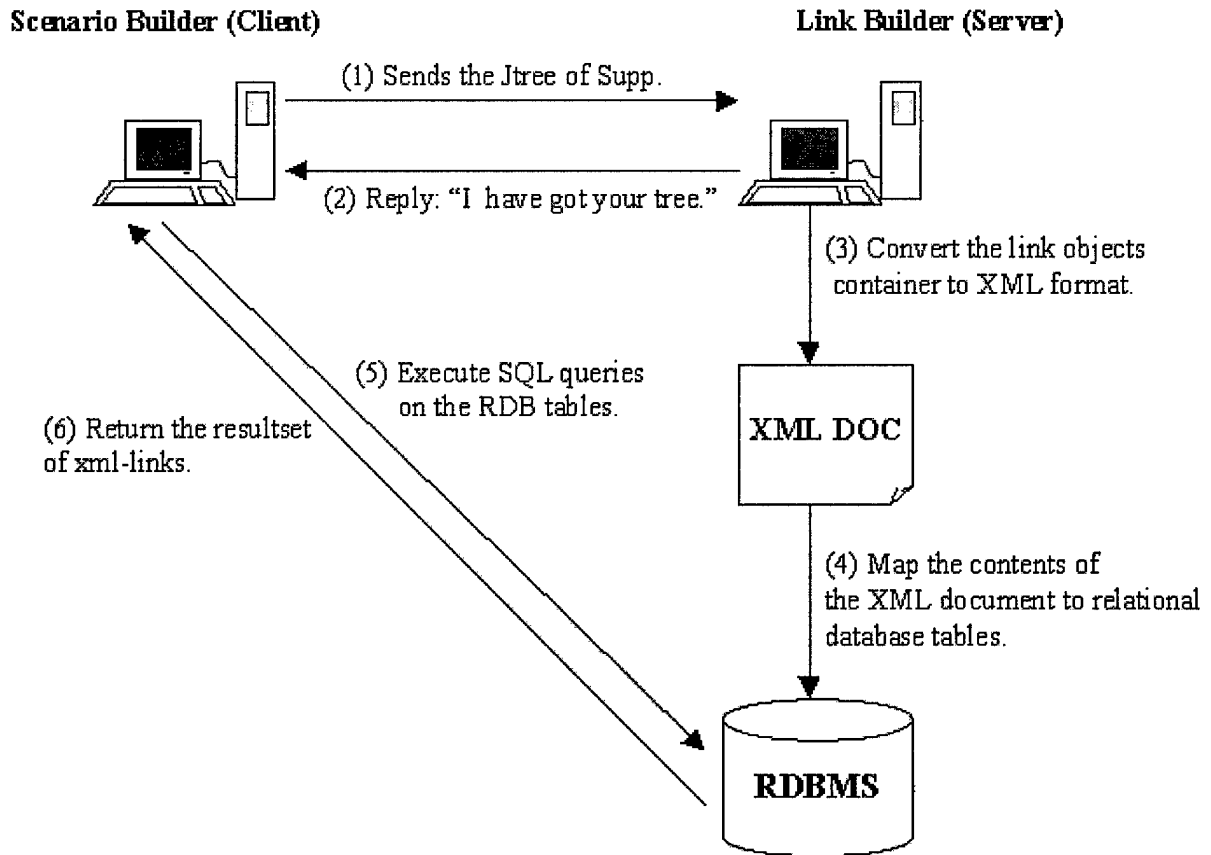 Scenario Builder (Client)
Link Builder (Server)
(1) Sends the Jtree of Supp.
(2) Reply: “I have got your tree.”
(3) Convert the link objects
container to XML format.
XML DOC
(4) Map the contents of
the XML document to relational
database tables.
(5) Execute SQL queries
on the RDB tables.
(6) Return the resultset
of xml-links.
RDBMS